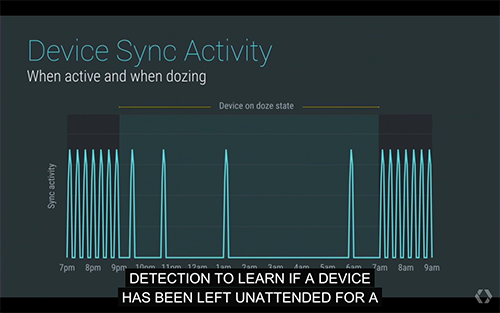 Device Sync Activity
When active and when dozing
Device on doze state
Sync activity
7pm 8pm 9pm 10pm 11pm 12am 1am 2am 3am 4am 5am 6am 7am 8am 9am
DETECTION TO LEARN IF A DEVICE
HAS BEEN LEFT UNATTENDED FOR A